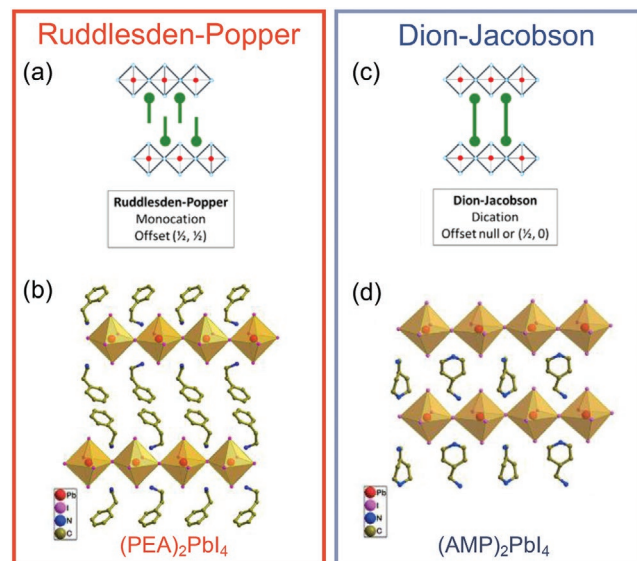 Ruddlesden-Popper
(a)
Ruddlesden-Popper
Monocation
Offset (½, ½)
(b)
Pb
I
N
C
(PEA)₂PbI₄
Dion-Jacobson
(c)
Dion-Jacobson
Dication
Offset null or (½, 0)
(d)
Pb
I
N
C
(AMP)₂PbI₄